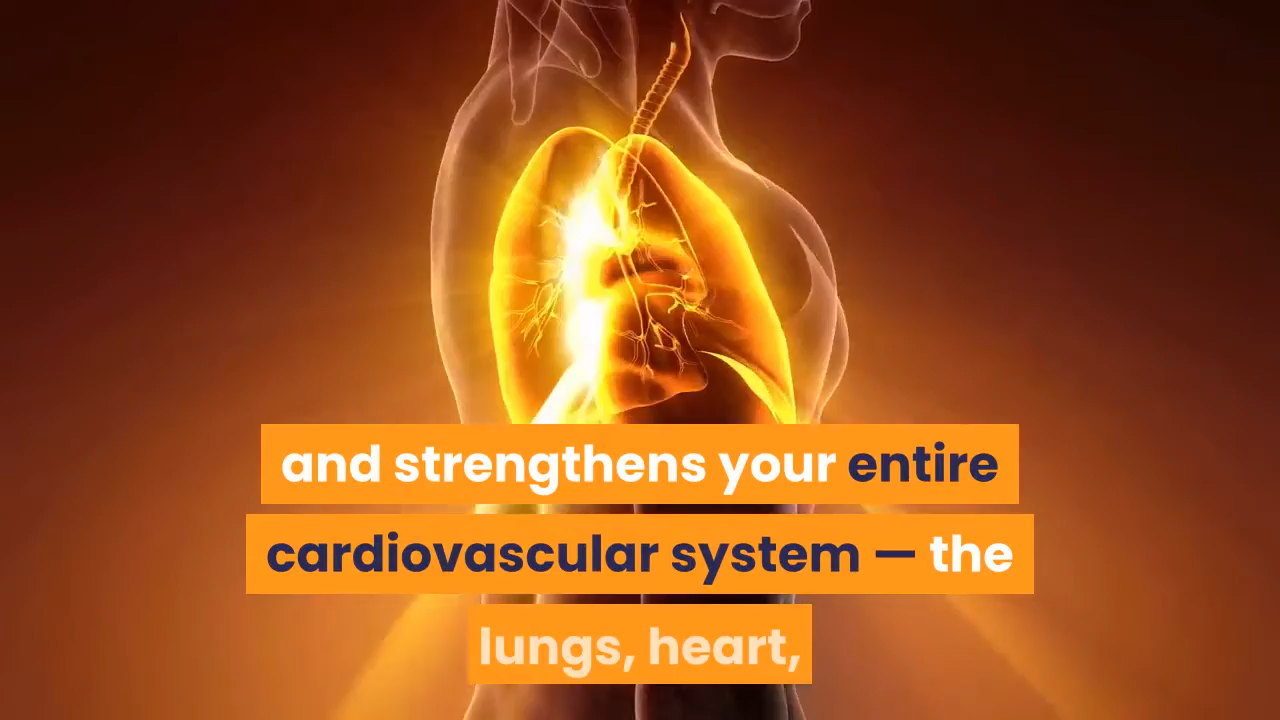 and strengthens your entire
cardiovascular system — the
lungs, heart,